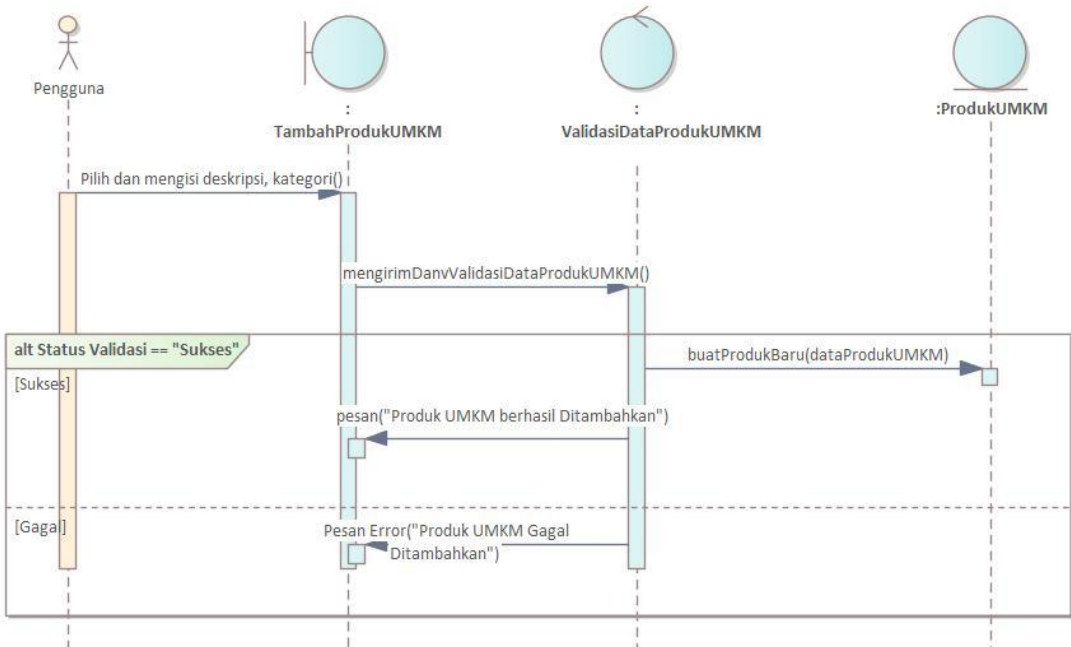 Pengguna
:
TambahProdukUMKM
:
ValidasiDataProdukUMKM
:ProdukUMKM
Pilih dan mengisi deskripsi, kategori()
mengirimDanvValidasiDataProdukUMKM()
alt Status Validasi == "Sukses"
buatProdukBaru(dataProdukUMKM)
[Sukses]
pesan("Produk UMKM berhasil Ditambahkan")
[Gagal]
Pesan Error("Produk UMKM Gagal
Ditambahkan")